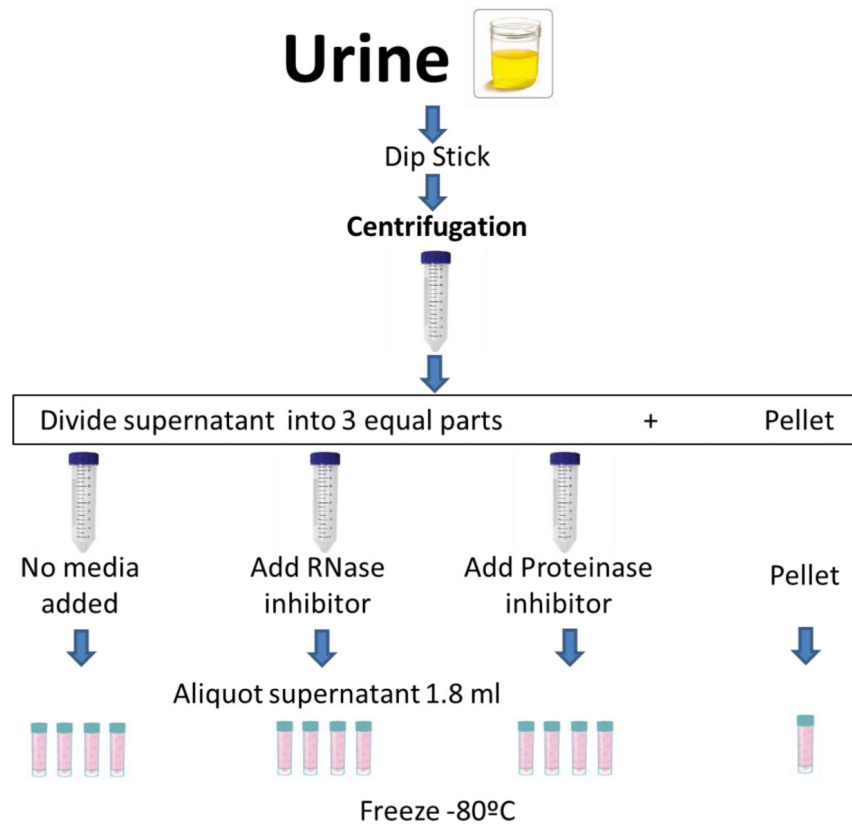 Urine
Dip Stick
Centrifugation
Divide supernatant into 3 equal parts + Pellet
No media
added
Add RNase
inhibitor
Add Proteinase
inhibitor
Pellet
Aliquot supernatant 1.8 ml
Freeze -80ºC